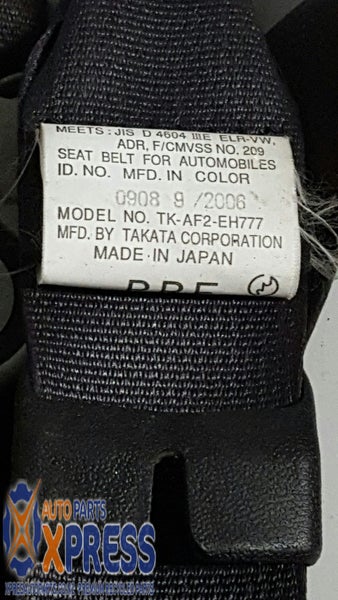 MEETS: JIS D 4604 IIIE ELR-VW,
ADR, F/CMVSS NO. 209
SEAT BELT FOR AUTOMOBILES
ID. NO. MFD. IN COLOR
0908 9 /2006
MODEL NO. TK-AF2-EH777
MFD. BY TAKATA CORPORATION
MADE IN JAPAN
AUTO PARTS
XPRESS